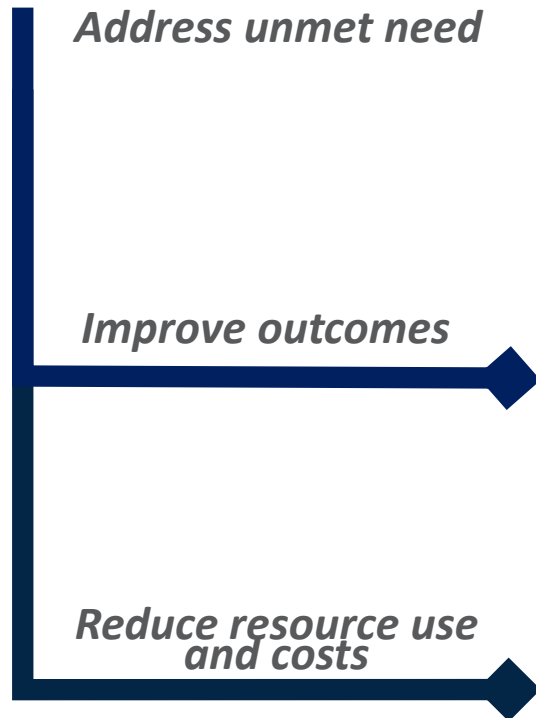 Address unmet need
Improve outcomes
Reduce resource use
and costs